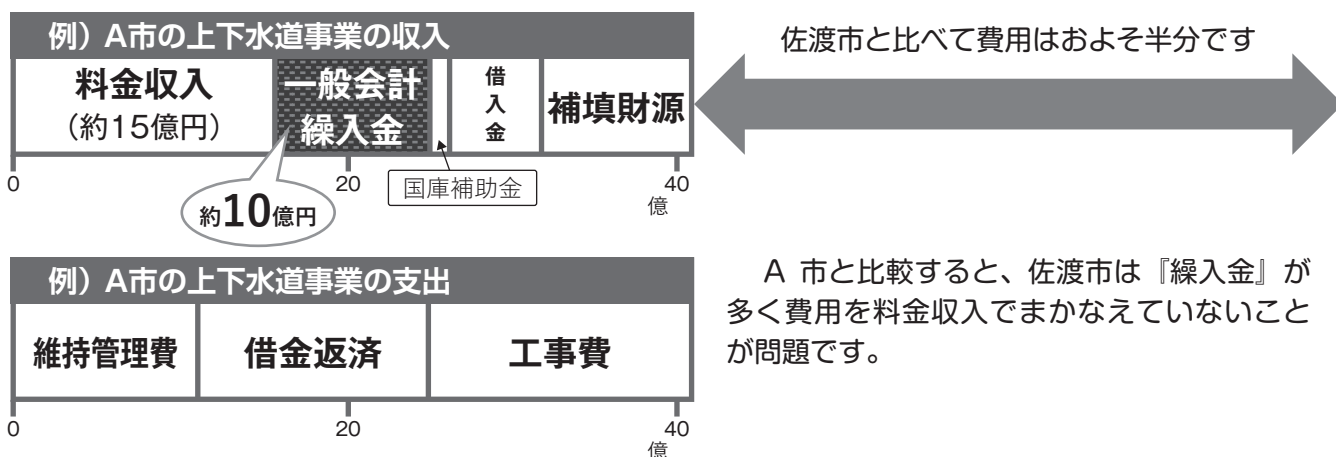 例）A市の上下水道事業の収入
料金収入
（約15億円）
一般会計
繰入金
借入金
補填財源
0
20
40
億
国庫補助金
約10億円
佐渡市と比べて費用はおよそ半分です
例）A市の上下水道事業の支出
維持管理費
借金返済
工事費
0
20
40
億
A 市と比較すると、佐渡市は『繰入金』が
多く費用を料金収入でまかなえていないこと
が問題です。